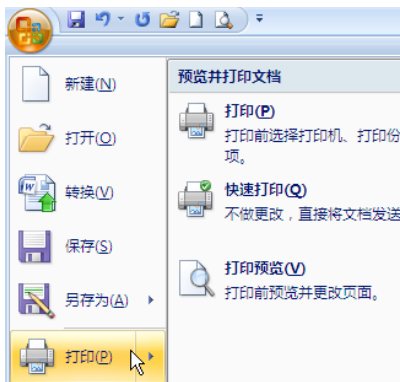 新建(N)
打开(O)
转换(V)
保存(S)
另存为(A)
打印(P)
预览并打印文档
打印(P)
打印前选择打印机、打印份
项。
快速打印(Q)
不做更改，直接将文档发送
打印预览(V)
打印前预览并更改页面。